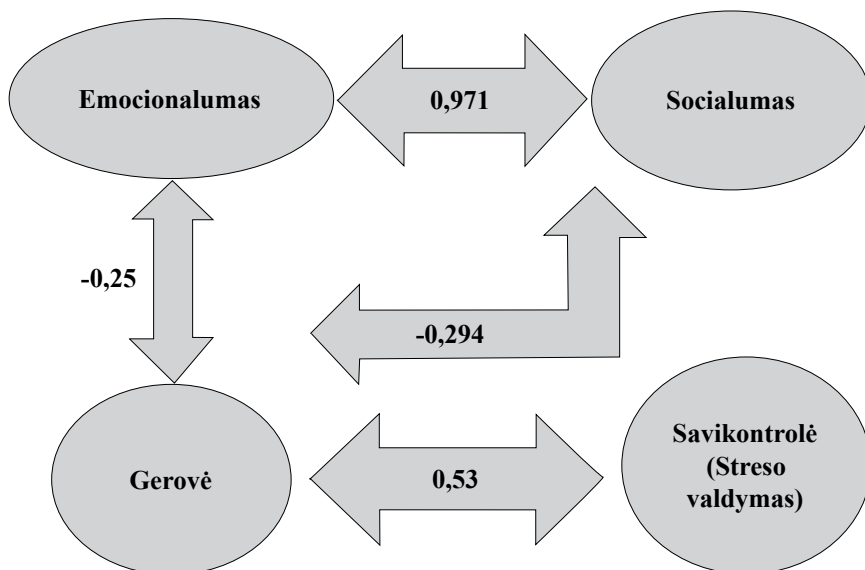 Emocionalumas
0,971
Socialumas
-0,25
-0,294
Gerovė
0,53
Savikontrolė
(Streso
valdymas)